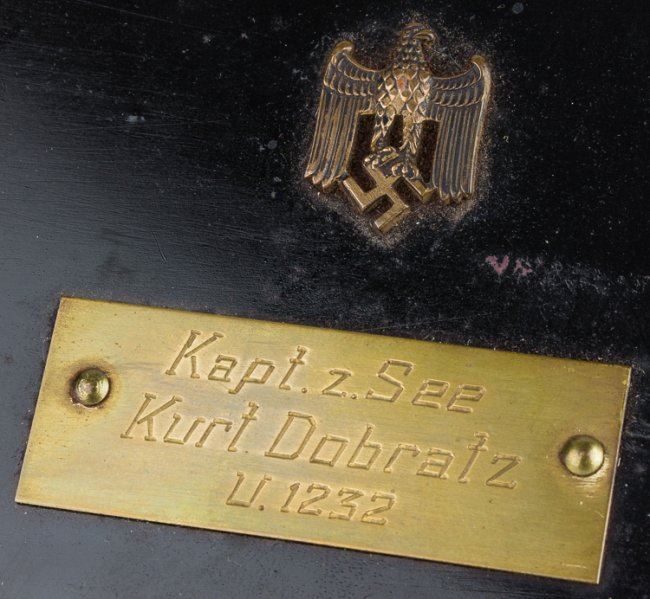 Kapt. z. See
Kurt Dobratz
U. 1232